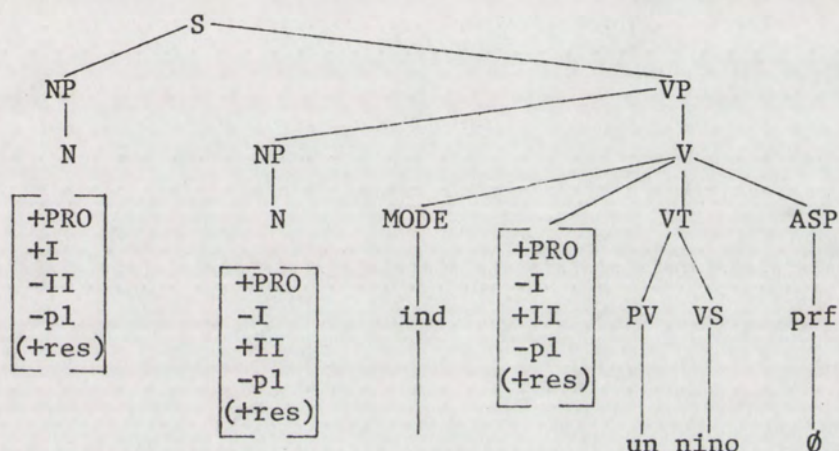 S
NP VP
N NP V
+PRO
+I
-II
-pl
(+res)
N MODE VT ASP
+PRO
-I
+II
-pl
(+res)
+PRO
-I
+II
-pl
(+res)
ind PV VS prf
un nino Ø